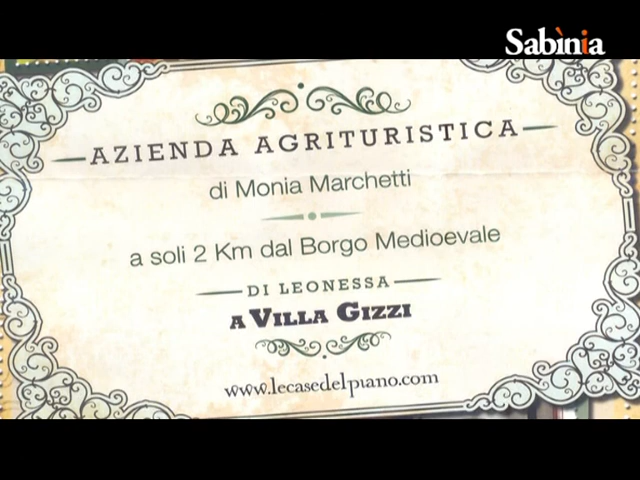 Sabìnia
AZIENDA AGRITURISTICA
di Monia Marchetti
a soli 2 Km dal Borgo Medioevale
DI LEONESSA
A VILLA GIZZI
www.lecasedelpiano.com